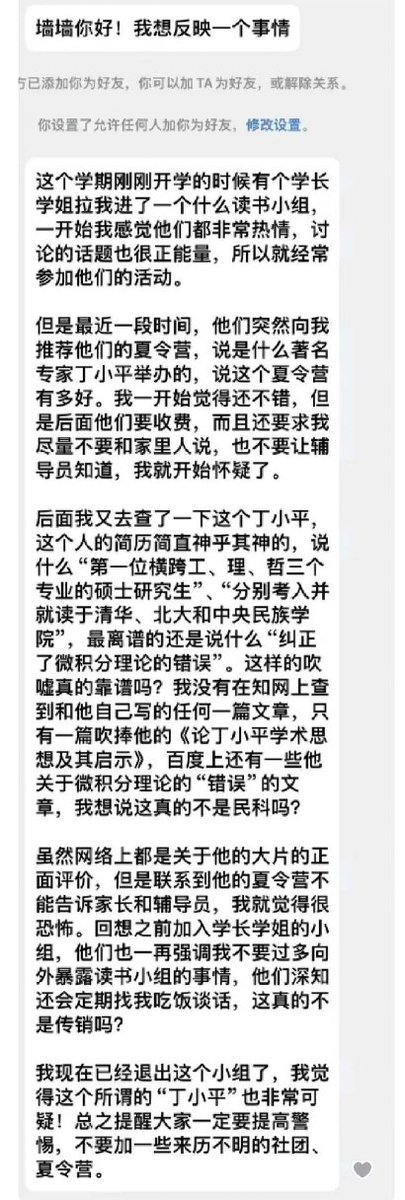 墙墙你好！我想反映一个事情
方已添加你为好友，你可以加 TA 为好友，或解除关系。
你设置了允许任何人加你为好友，修改设置。
这个学期刚刚开学的时候有个学长
学姐拉我进了一个什么读书小组，
一开始我感觉他们都非常热情，讨
论的话题也很正能量，所以就经常
参加他们的活动。
但是最近一段时间，他们突然向我
推荐他们的夏令营，说是什么著名
专家丁小平举办的，说这个夏令营
有多好。我一开始觉得还不错，但
是后面他们要收费，而且还要求我
尽量不要和家里人说，也不要让辅
导员知道，我就开始怀疑了。
后面我又去查了一下这个丁小平，
这个人的简历简直神乎其神的，说
什么“第一位横跨工、理、哲三个
专业的硕士研究生”、“分别考入并
就读于清华、北大和中央民族学
院”，最离谱的还是说什么“纠正
了微积分理论的错误”。这样的吹
嘘真的靠谱吗？我没有在知网上查
到和他自己写的任何一篇文章，只
有一篇吹捧他的《论丁小平学术思
想及其启示》，百度上还有一些他
关于微积分理论的“错误”的文
章，我想说这真的不是民科吗？
虽然网络上都是关于他的大片的正
面评价，但是联系到他的夏令营不
能告诉家长和辅导员，我就觉得很
恐怖。回想之前加入学长学姐的小
组，他们也一再强调我不要过多向
外暴露读书小组的事情，他们深知
还会定期找我吃饭谈话，这真的不
是传销吗？
我现在已经退出这个小组了，我觉
得这个所谓的“丁小平”也非常可
疑！总之提醒大家一定要提高警
惕，不要加一些来历不明的社团、
夏令营。